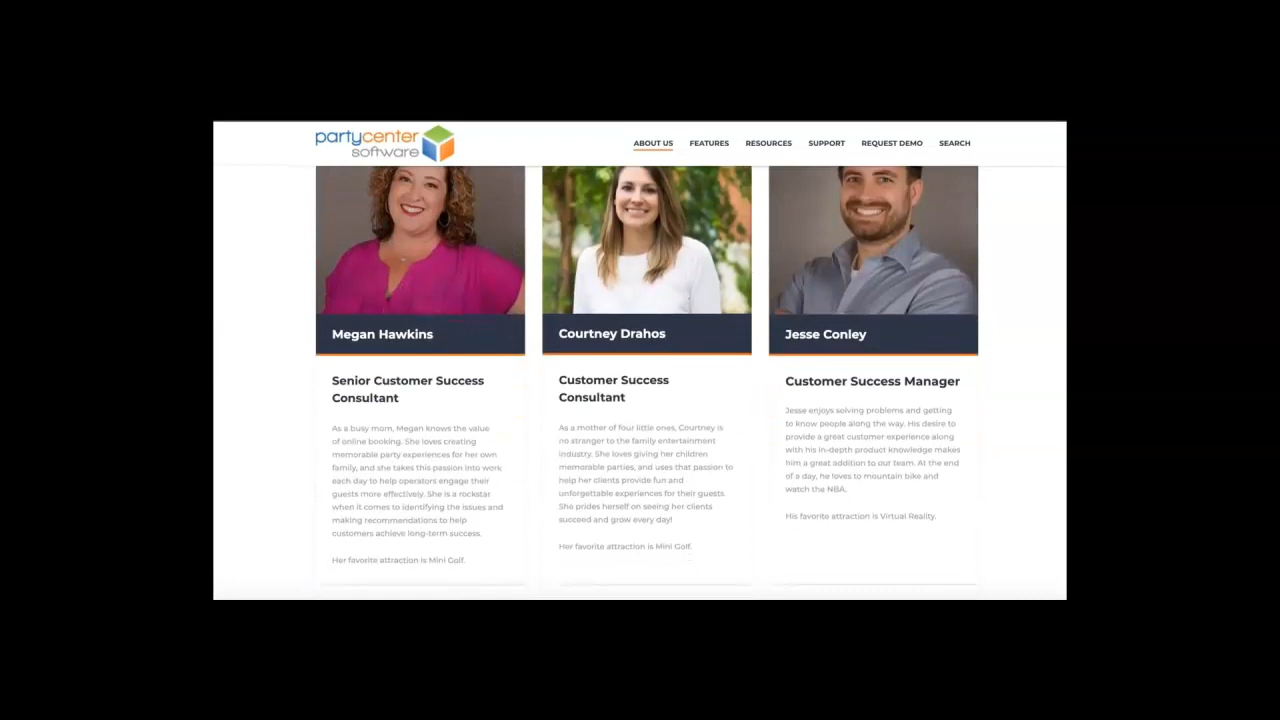 partycenter
software
ABOUT US FEATURES RESOURCES SUPPORT REQUEST DEMO SEARCH
Megan Hawkins
Senior Customer Success
Consultant
As a busy mom, Megan knows the value
of online booking. She loves creating
memorable party experiences for her own
family, and she takes this passion into work
each day to help operators engage their
guests more effectively. She is a rockstar
when it comes to identifying the issues and
making recommendations to help
customers achieve long-term success.
Her favorite attraction is Mini Golf.
Courtney Drahos
Customer Success
Consultant
As a mother of four little ones, Courtney is
no stranger to the family entertainment
industry. She loves giving her children
memorable parties, and uses that passion to
help her clients provide fun and
unforgettable experiences for their guests.
She prides herself on seeing her clients
succeed and grow every day!
Her favorite attraction is Mini Golf.
Jesse Conley
Customer Success Manager
Jesse enjoys solving problems and getting
to know people along the way. His desire to
provide a great customer experience along
with his in-depth product knowledge makes
him a great addition to our team. At the end
of a day, he loves to mountain bike and
watch the NBA.
His favorite attraction is Virtual Reality.